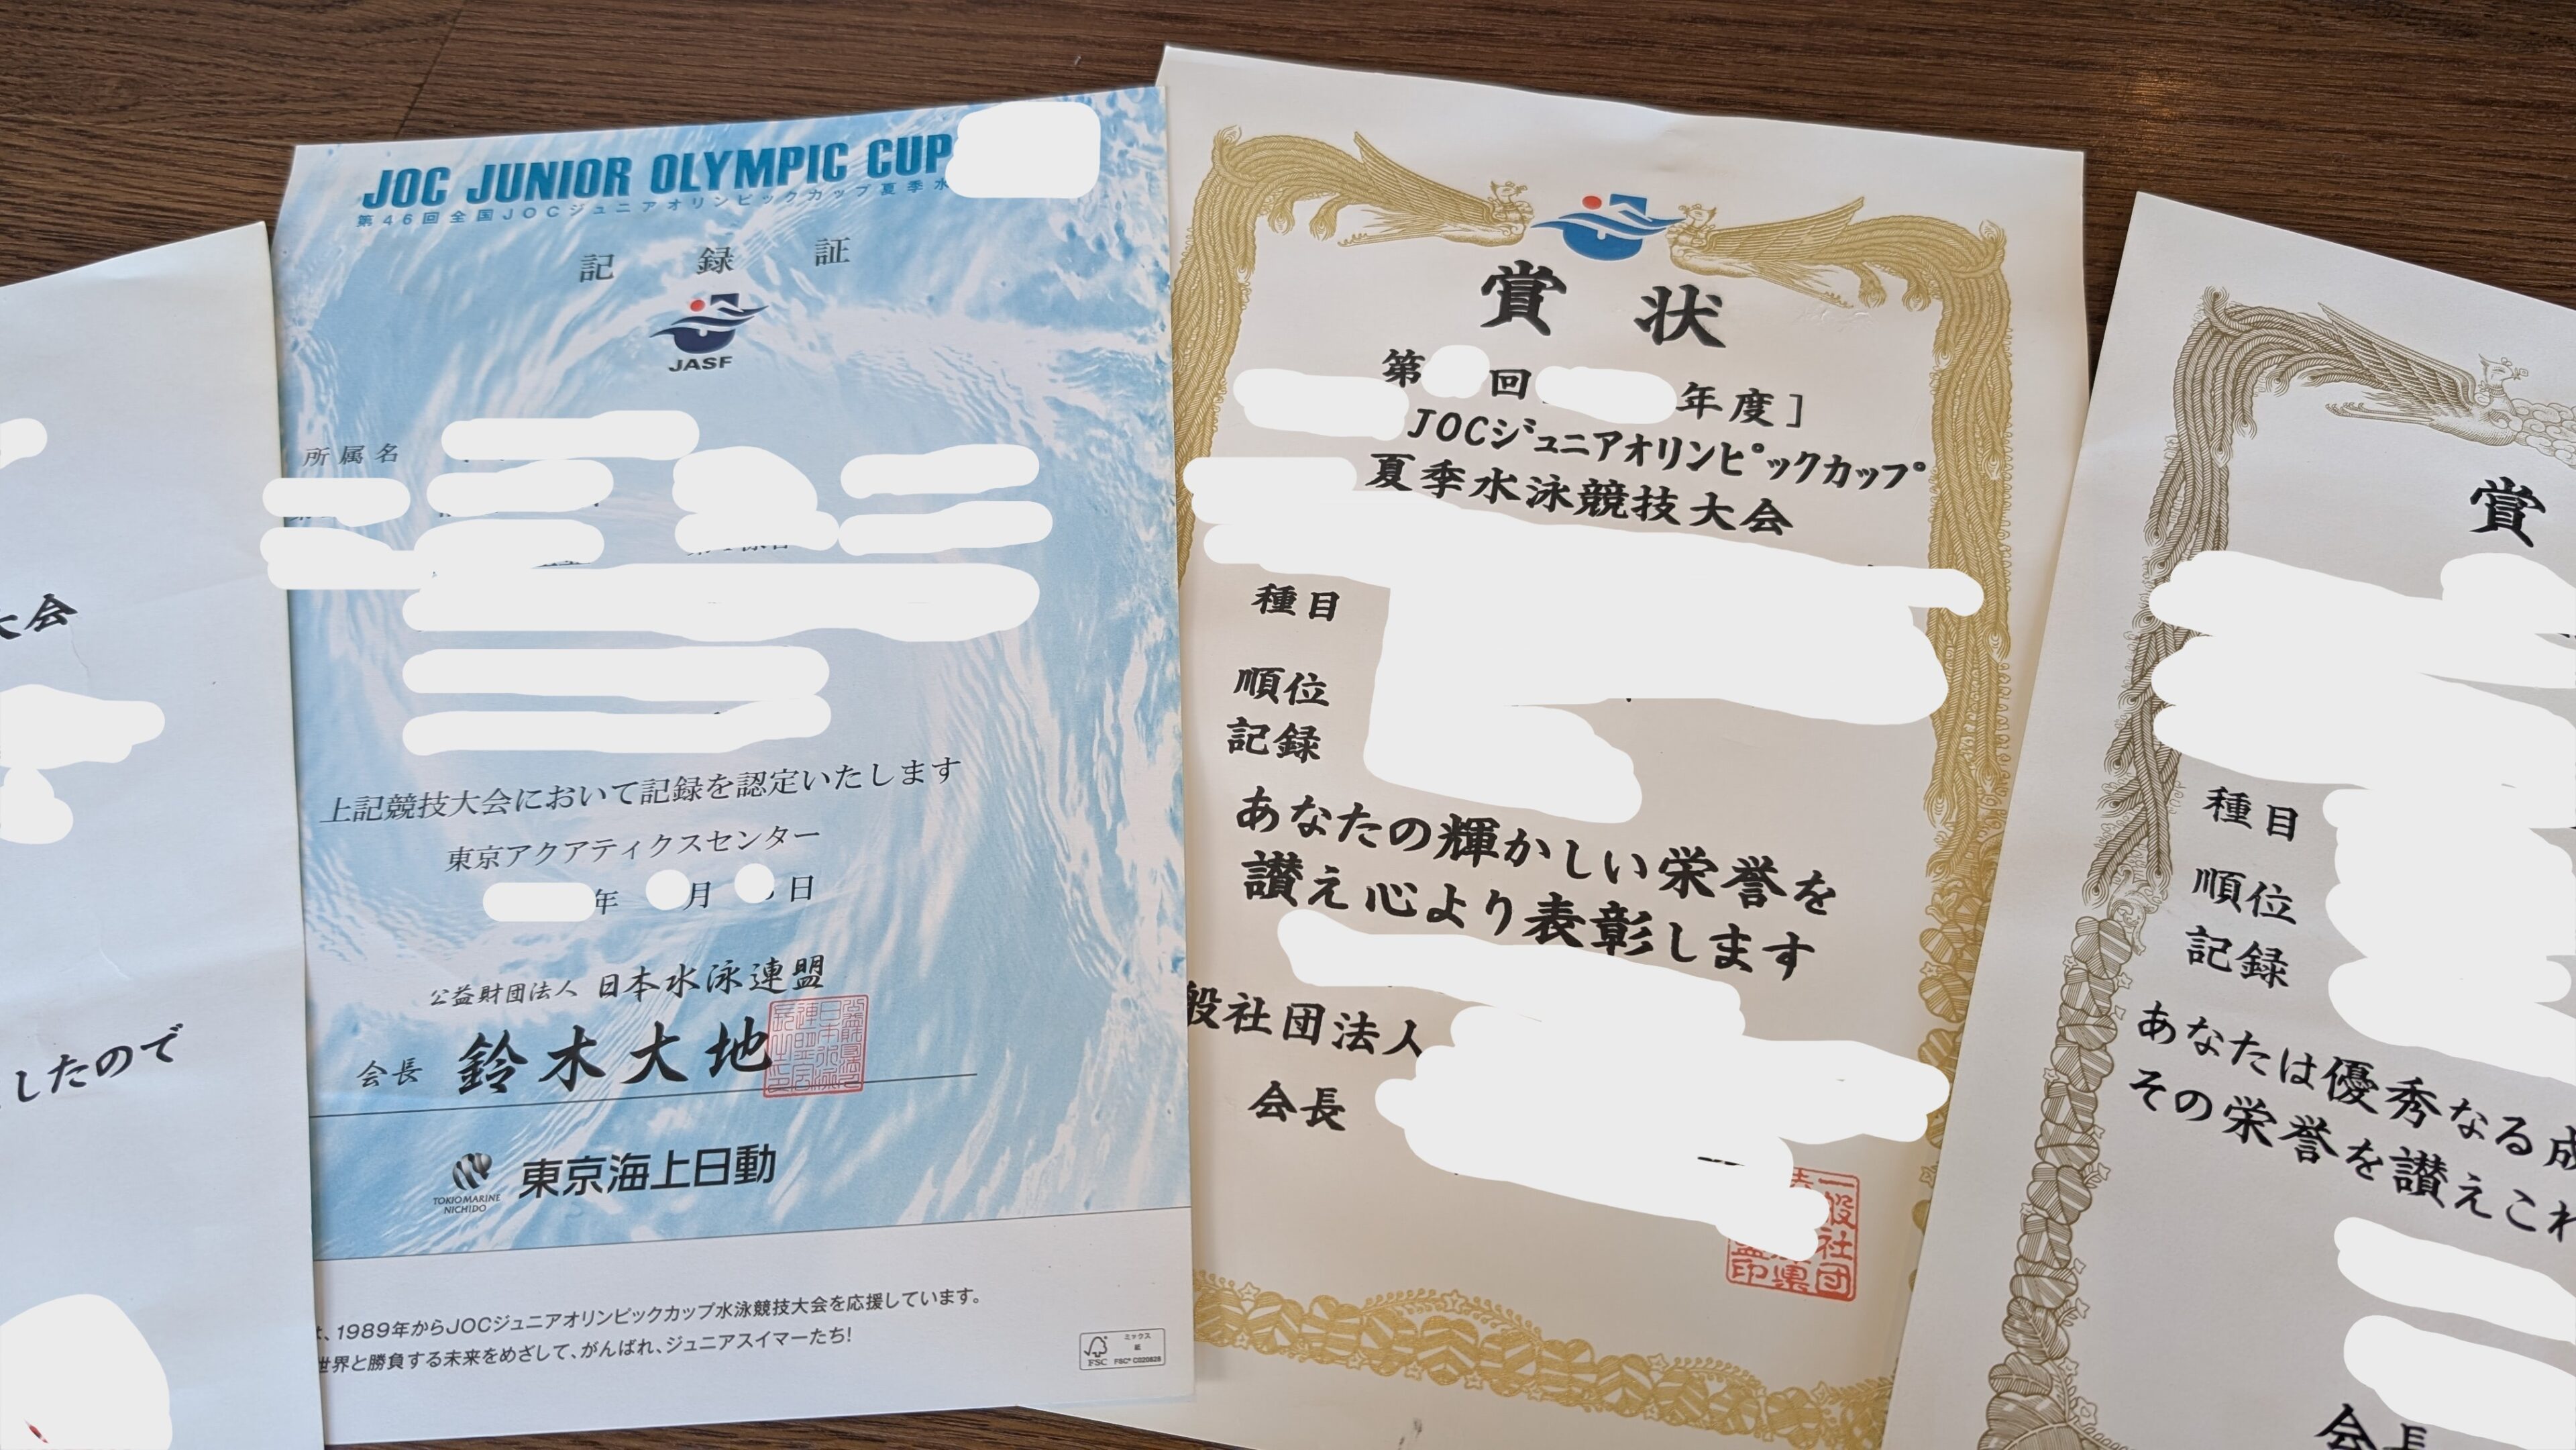 大会
したので
JOC JUNIOR OLYMPIC CUP
第46回全国JOCジュニアオリンピックカップ夏季水
記録証
JASF
所属名
上記競技大会において記録を認定いたします
東京アクアティクスセンター
年 月 日
公益財団法人 日本水泳連盟
会長 鈴木大地
TOKIO MARINE
NICHIDO
東京海上日動
、1989年からJOCジュニアオリンピックカップ水泳競技大会を応援しています。
世界と勝負する未来をめざして、がんばれ、ジュニアスイマーたち!
FSC
ミックス
紙
FSC® C020825
賞状
第 回 年度]
JOCジュニアオリンピックカップ
夏季水泳競技大会
種目
順位
記録
あなたの輝かしい栄誉を
讃え心より表彰します
般社団法人
会長
賞
種目
順位
記録
あなたは優秀なる成
その栄誉を讃えこれ
会長